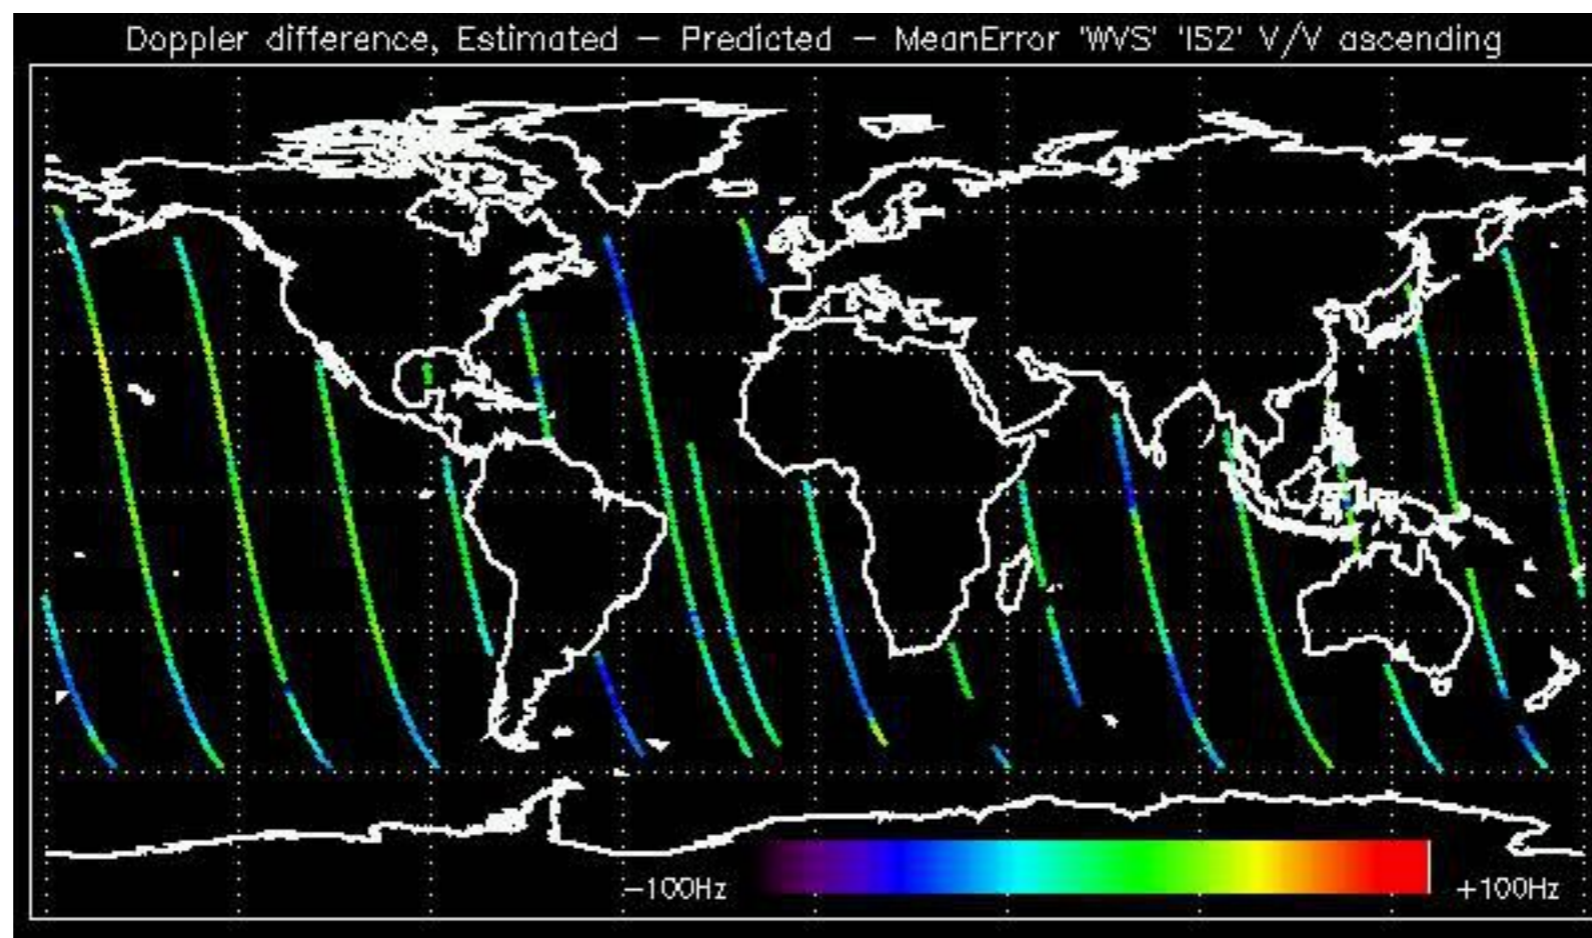 Doppler difference, Estimated – Predicted – MeanError 'WVS' 'IS2' V/V ascending
–100Hz +100Hz